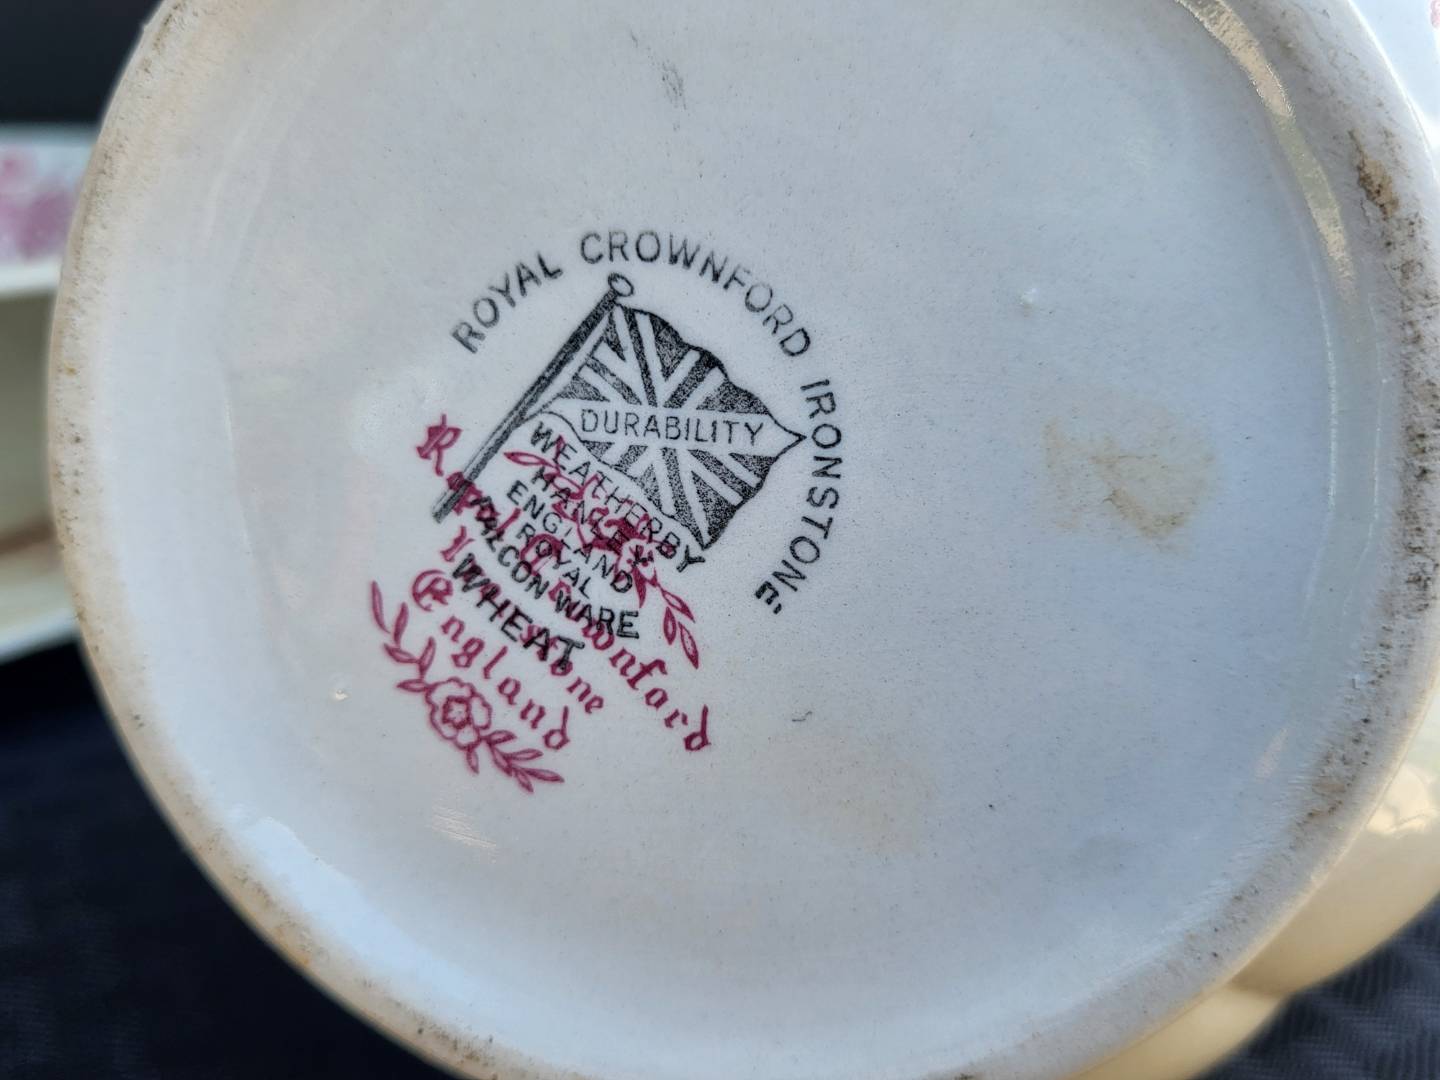 ROYAL CROWNFORD IRONSTONE
E.
DURABILITY
WEATHERBY
HANLEY
ENGLAND
ROYAL
FALCON WARE
WHEAT
Royal Crownford
Ironstone
England